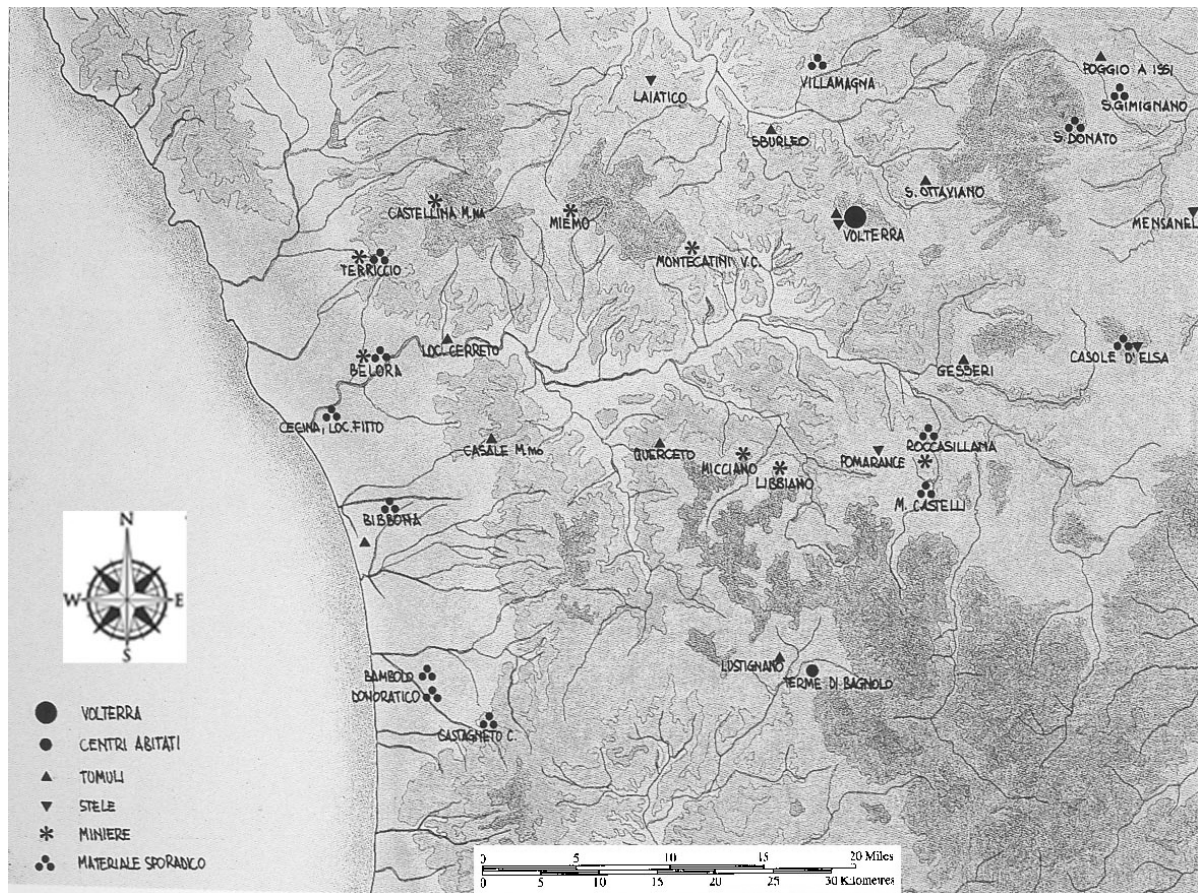 POGGIO A ISSI
VILLAMAGNA
LAIATICO
S. GIMIGNANO
SBURLEO
S. DONATO
S. OTTAVIANO
CASTELLINA M.MA
MIEMO
VOLTERRA
MENSANEL
MONTECATINI V.C.
TERRICCIO
LOC. CERRETO
BELORA
GESSERI
CASOLE D'ELSA
CECINA, LOC. FITTO
CASALE M.MO
QUERCETO
MICCIANO
LIBBIANO
POMARANCE
ROCCASILLANA
M. CASTELLI
BIBBONA
N
W E
S
LUSTIGNANO
TERME DI BAGNOLO
BAMBOLO
DONORATICO
CASTAGNETO C.
VOLTERRA
CENTRI ABITATI
TUMULI
STELE
MINIERE
MATERIALE SPORADICO
0 5 10 15 20 Miles
0 5 10 15 20 25 30 Kilometres